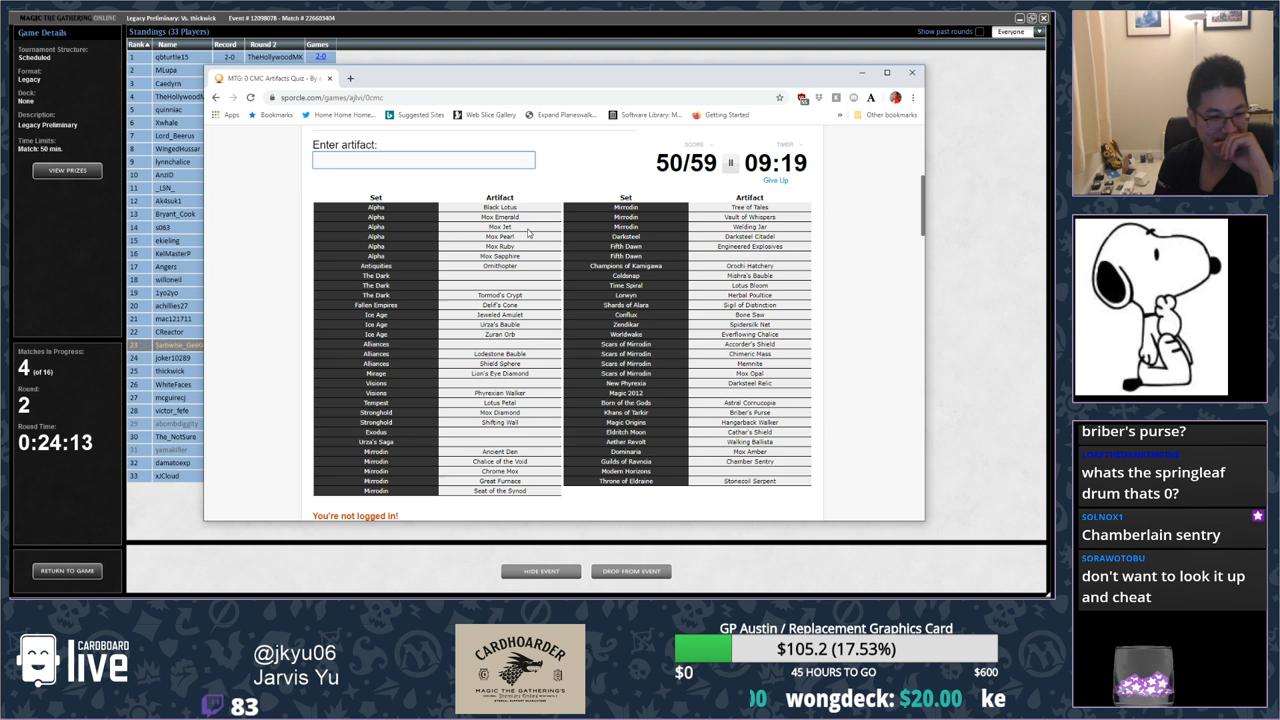 MAGIC THE GATHERING ONLINE
Legacy Preliminary: Vs. thickwick
Event # 12098078 - Match # 226603404
Game Details
Tournament Structure:
Scheduled
Format:
Legacy
Deck:
None
Description:
Legacy Preliminary
Time Limits:
Match: 50 min.
VIEW PRIZES
Matches in Progress:
4 (of 16)
Round:
2
Round Time:
0:24:13
RETURN TO GAME
Standings (33 Players)
Show past rounds
Everyone
Rank Name Record Round 2 Games
1 qbturtle15 2-0 TheHollywoodMK 2-0
2 MLupa
3 Caedyrn
4 TheHollywoodM
5 quinniac
6 Xwhale
7 Lord_Beerus
8 WingedHussar
9 lynnchalice
10 AnziD
11 _LSN_
12 Ak4suk1
13 Bryant_Cook
14 s063
15 ekieling
16 KelMasterP
17 Angers
18 willoneil
19 1yo2yo
20 achillies27
21 mac121711
22 CReactor
23 Samwise_GeeG
24 joker10289
25 thickwick
26 WhiteFaces
27 mcguirecj
28 victor_fefe
29 abombdiggity
30 The_NotSure
31 yamakiller
32 damatoexp
33 xJCloud
MTG: 0 CMC Artifacts Quiz - By a
sporcle.com/games/ajlvi/0cmc
Apps
Bookmarks
Home Home Home...
Suggested Sites
Web Slice Gallery
Expand Planeswalk...
Software Library: M...
Getting Started
Other bookmarks
Enter artifact:
SCORE
50/59
TIMER
09:19
Give Up
Set Artifact Set Artifact
Alpha Black Lotus Mirrodin Tree of Tales
Alpha Mox Emerald Mirrodin Vault of Whispers
Alpha Mox Jet Mirrodin Welding Jar
Alpha Mox Pearl Darksteel Darksteel Citadel
Alpha Mox Ruby Fifth Dawn Engineered Explosives
Alpha Mox Sapphire Fifth Dawn
Antiquities Ornithopter Champions of Kamigawa Orochi Hatchery
The Dark Coldsnap Mishra's Bauble
The Dark Time Spiral Lotus Bloom
The Dark Tormod's Crypt Lorwyn Herbal Poultice
Fallen Empires Delif's Cone Shards of Alara Sigil of Distinction
Ice Age Jeweled Amulet Conflux Bone Saw
Ice Age Urza's Bauble Zendikar Spidersilk Net
Ice Age Zuran Orb Worldwake Everflowing Chalice
Alliances Scars of Mirrodin Accorder's Shield
Alliances Lodestone Bauble Scars of Mirrodin Chimeric Mass
Alliances Shield Sphere Scars of Mirrodin Memnite
Mirage Lion's Eye Diamond Scars of Mirrodin Mox Opal
Visions New Phyrexia Darksteel Relic
Visions Phyrexian Walker Magic 2012
Tempest Lotus Petal Born of the Gods Astral Cornucopia
Stronghold Mox Diamond Khans of Tarkir Briber's Purse
Stronghold Shifting Wall Magic Origins Hangarback Walker
Exodus Eldritch Moon Cathar's Shield
Urza's Saga Aether Revolt Walking Ballista
Mirrodin Ancient Den Dominaria Mox Amber
Mirrodin Chalice of the Void Guilds of Ravnica Chamber Sentry
Mirrodin Chrome Mox Modern Horizons
Mirrodin Great Furnace Throne of Eldraine Stonecoil Serpent
Mirrodin Seat of the Synod
You're not logged in!
HIDE EVENT
DROP FROM EVENT
briber's purse?
whats the springleaf
drum thats 0?
SOLNOX1
Chamberlain sentry
SORAWOTOBU
don't want to look it up
and cheat
CARDBOARD
live
@jkyu06
Jarvis Yu
83
CARDHOARDER
MAGIC THE GATHERING'S
GP Austin / Replacement Graphics Card
$105.2 (17.53%)
$0
45 HOURS TO GO
$600
00 wongdeck: $20.00 ke